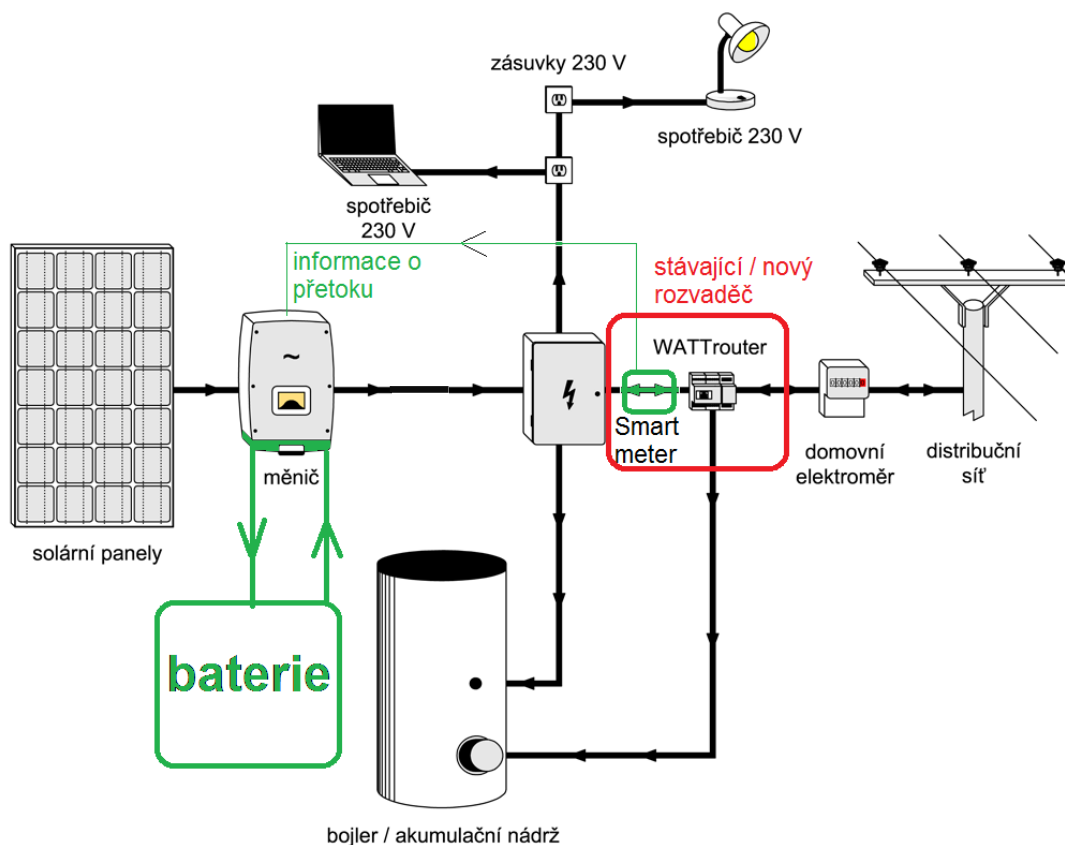 zásuvky 230 V
spotřebič 230 V
spotřebič
230 V
informace o
přetoku
stávající / nový
rozvaděč
WATTrouter
~
Smart
meter
měnič
domovní
elektroměr
distribuční
síť
solární panely
baterie
bojler / akumulační nádrž